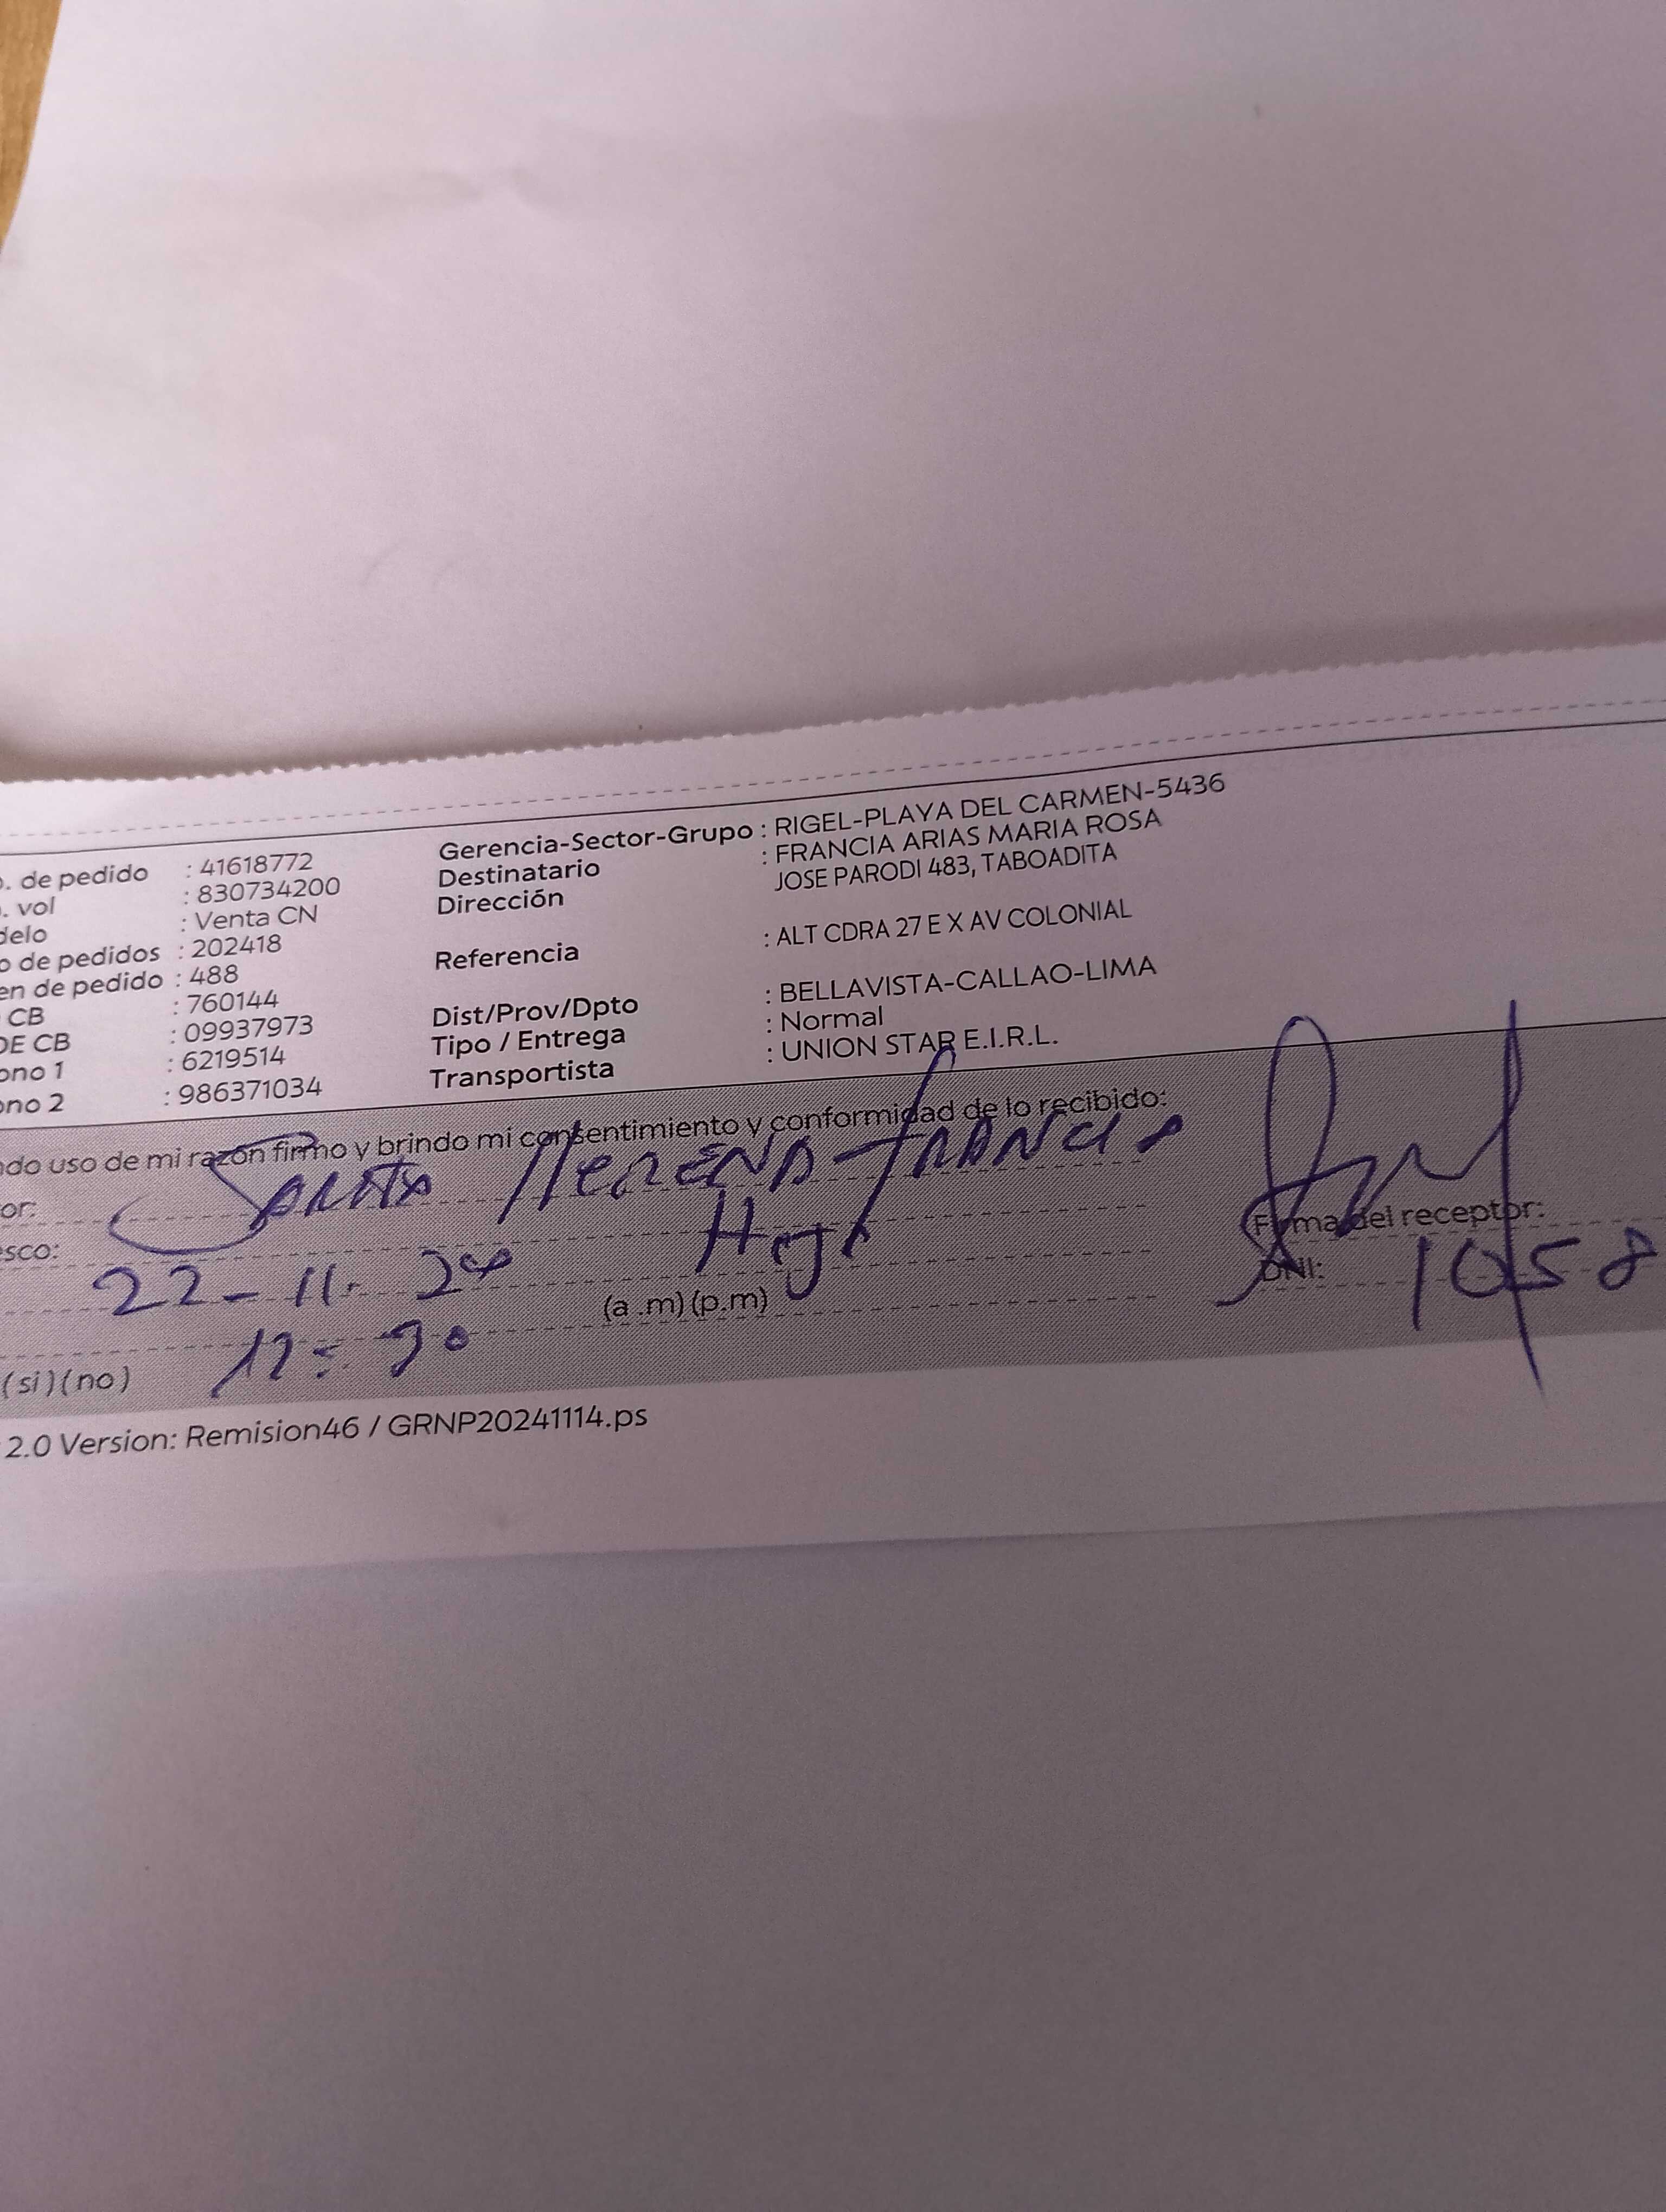 . de pedido : 41618772
. vol : 830734200
delo : Venta CN
o de pedidos : 202418
en de pedido : 488
CB : 760144
DE CB : 09937973
ono 1 : 6219514
ono 2 : 986371034
Gerencia-Sector-Grupo : RIGEL-PLAYA DEL CARMEN-5436
Destinatario : FRANCIA ARIAS MARIA ROSA
Dirección JOSE PARODI 483, TABOADITA
Referencia : ALT CDRA 27 E X AV COLONIAL
Dist/Prov/Dpto : BELLAVISTA-CALLAO-LIMA
Tipo / Entrega : Normal
Transportista : UNION STAR E.I.R.L.
ndo uso de mi razón firmo y brindo mi consentimiento y conformidad de lo recibido:
or: FRANCIA
esco:
22-11-24
(a .m) (p.m)
(si) (no)
Firma del receptor:
DNI: 1058
2.0 Version: Remision46 / GRNP20241114.ps